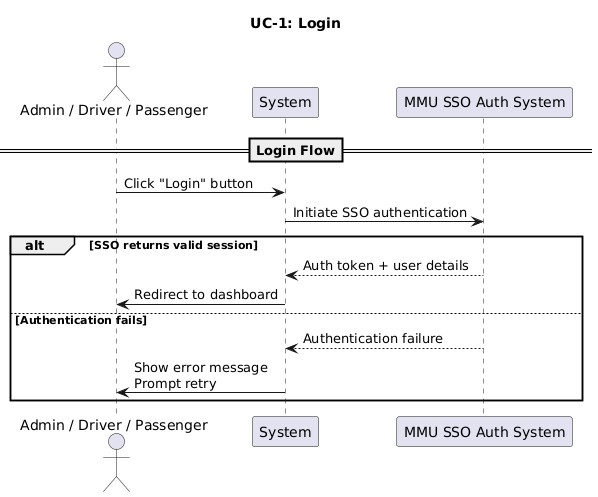 UC-1: Login
Admin / Driver / Passenger
System
MMU SSO Auth System
Login Flow
Click "Login" button
Initiate SSO authentication
alt
[SSO returns valid session]
Auth token + user details
Redirect to dashboard
[Authentication fails]
Authentication failure
Show error message
Prompt retry
Admin / Driver / Passenger
System
MMU SSO Auth System